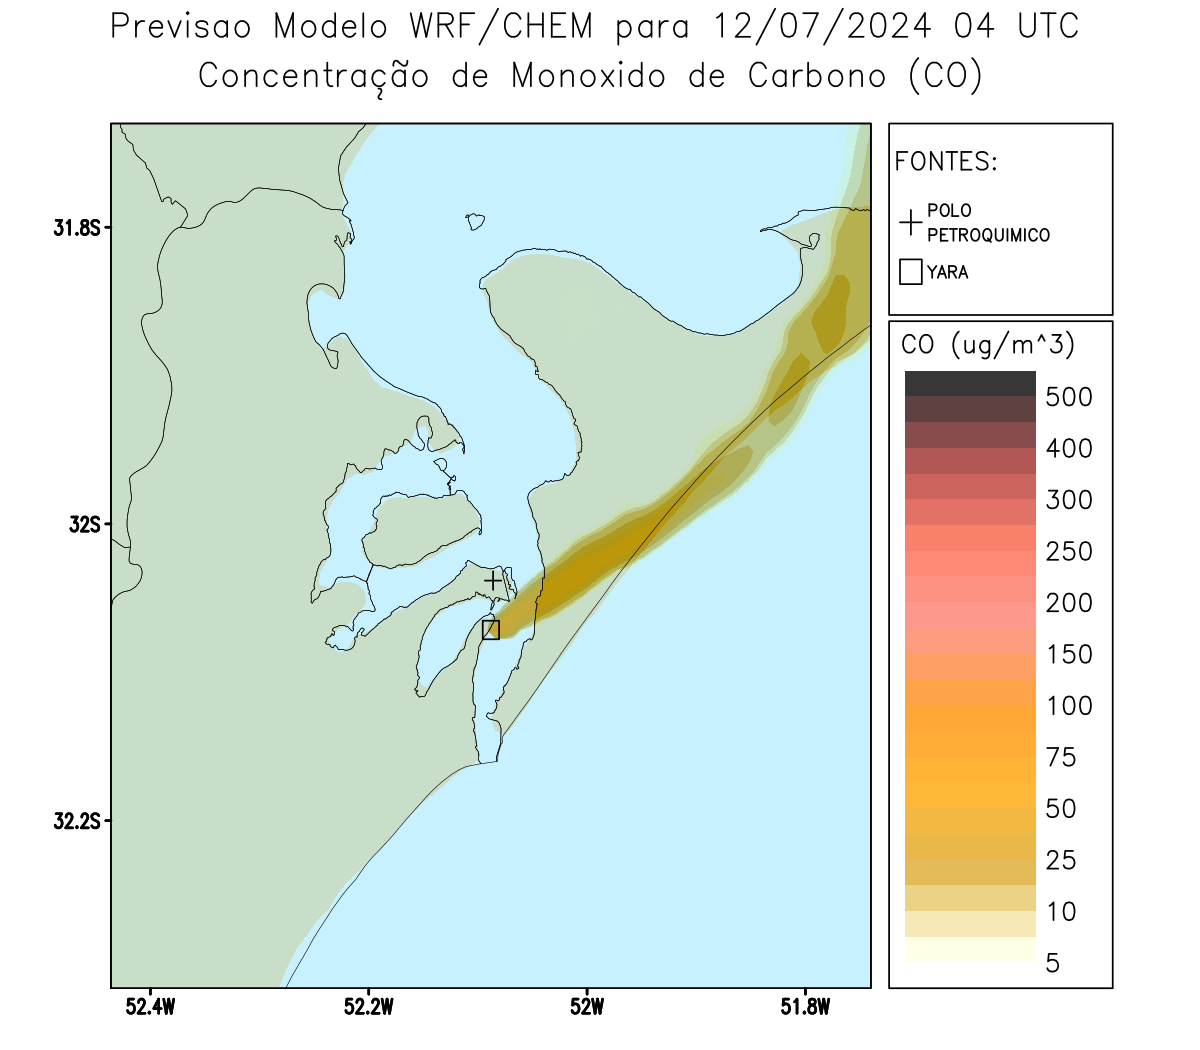 Previsao Modelo WRF/CHEM para 12/07/2024 04 UTC
Concentração de Monoxido de Carbono (CO)
FONTES:
POLO
PETROQUIMICO
YARA
CO (ug/m^3)
500
400
300
250
200
150
100
75
50
25
10
5
31.8S
32S
32.2S
52.4W
52.2W
52W
51.8W